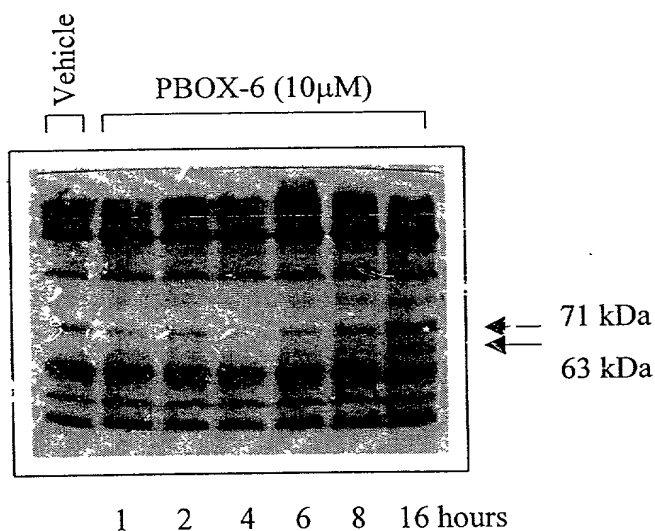 Vehicle
PBOX-6 (10μM)
71 kDa
63 kDa
1 2 4 6 8 16 hours